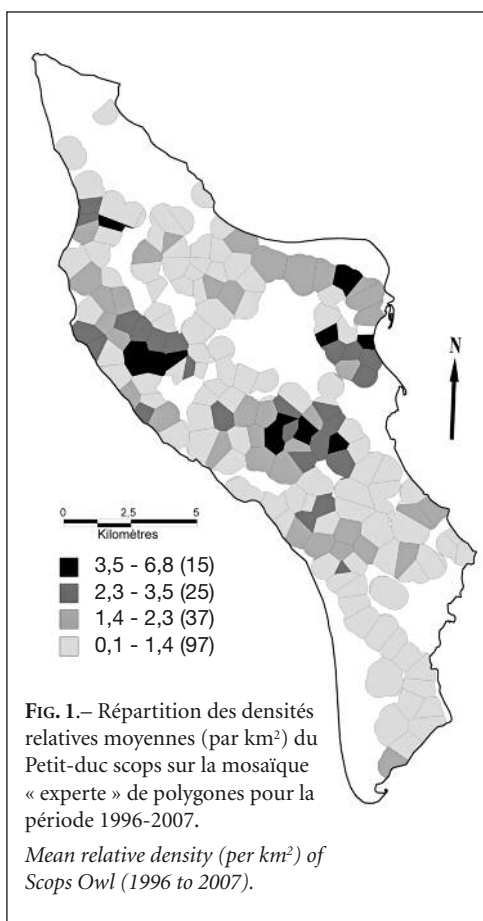 N
0 2,5 5
Kilomètres
3,5 - 6,8 (15)
2,3 - 3,5 (25)
1,4 - 2,3 (37)
0,1 - 1,4 (97)
FIG. 1.– Répartition des densités
relatives moyennes (par km²) du
Petit-duc scops sur la mosaïque
« experte » de polygones pour la
période 1996-2007.
Mean relative density (per km²) of
Scops Owl (1996 to 2007).